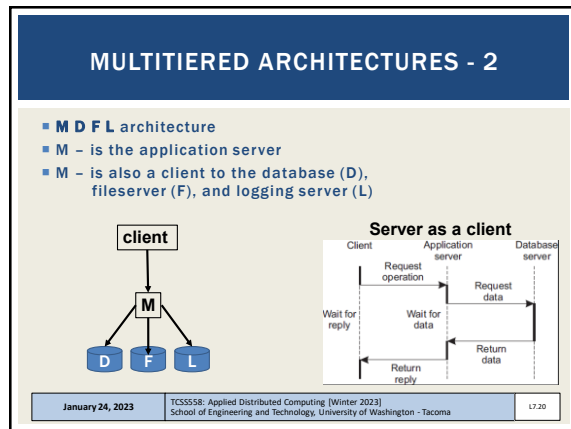 MULTITIERED ARCHITECTURES - 2
M D F L architecture
M – is the application server
M – is also a client to the database (D),
fileserver (F), and logging server (L)
client
M
D F L
Server as a client
Client Application server Database server
Request operation
Request data
Wait for reply
Wait for data
Return data
Return reply
January 24, 2023
TCSS558: Applied Distributed Computing [Winter 2023]
School of Engineering and Technology, University of Washington - Tacoma
L7.20